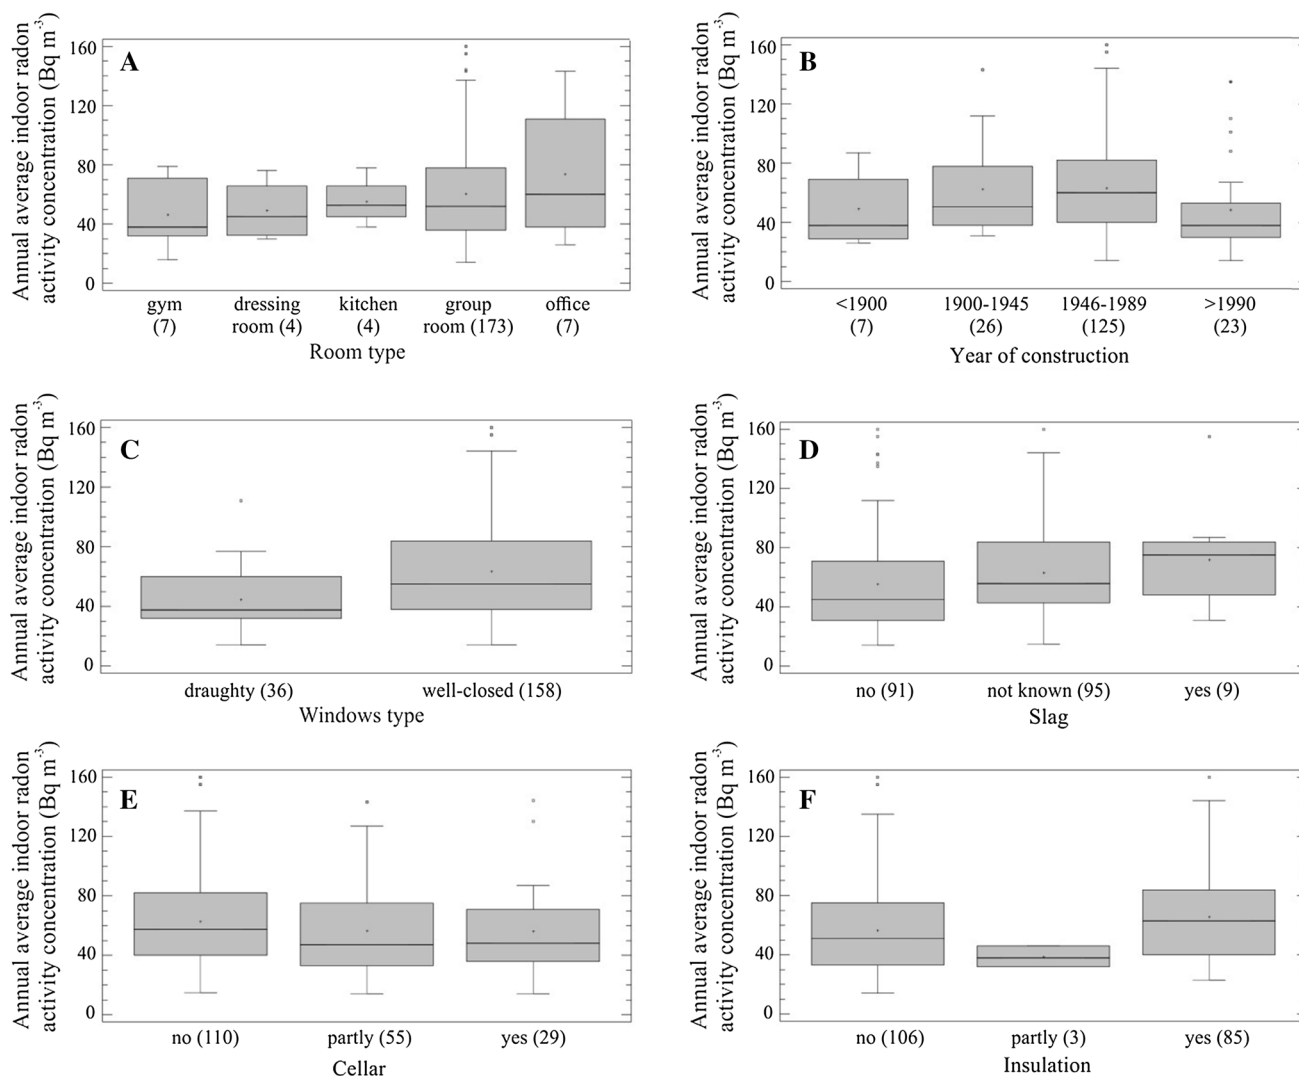 Annual average indoor radon
activity concentration (Bq m-3)
A
160
120
80
40
0
gym
(7)
dressing
room (4)
kitchen
(4)
group
room (173)
office
(7)
Room type
Annual average indoor radon
activity concentration (Bq m-3)
B
160
120
80
40
0
<1900
(7)
1900-1945
(26)
1946-1989
(125)
>1990
(23)
Year of construction
Annual average indoor radon
activity concentration (Bq m-3)
C
160
120
80
40
0
draughty (36)
well-closed (158)
Windows type
Annual average indoor radon
activity concentration (Bq m-3)
D
160
120
80
40
0
no (91)
not known (95)
yes (9)
Slag
Annual average indoor radon
activity concentration (Bq m-3)
E
160
120
80
40
0
no (110)
partly (55)
yes (29)
Cellar
Annual average indoor radon
activity concentration (Bq m-3)
F
160
120
80
40
0
no (106)
partly (3)
yes (85)
Insulation